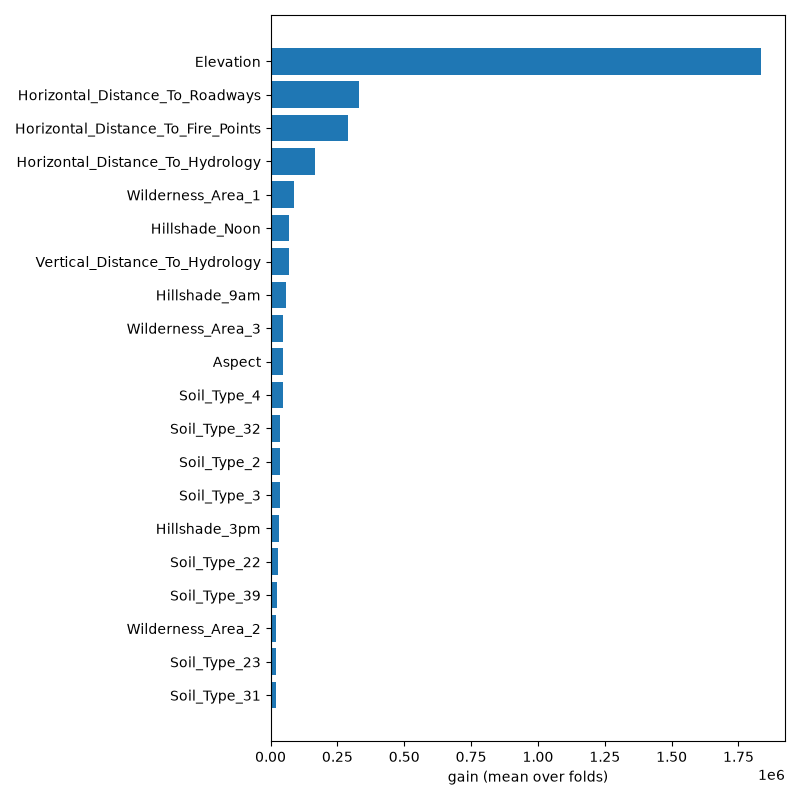 Elevation
Horizontal_Distance_To_Roadways
Horizontal_Distance_To_Fire_Points
Horizontal_Distance_To_Hydrology
Wilderness_Area_1
Hillshade_Noon
Vertical_Distance_To_Hydrology
Hillshade_9am
Wilderness_Area_3
Aspect
Soil_Type_4
Soil_Type_32
Soil_Type_2
Soil_Type_3
Hillshade_3pm
Soil_Type_22
Soil_Type_39
Wilderness_Area_2
Soil_Type_23
Soil_Type_31
0.00 0.25 0.50 0.75 1.00 1.25 1.50 1.75
1e6
gain (mean over folds)